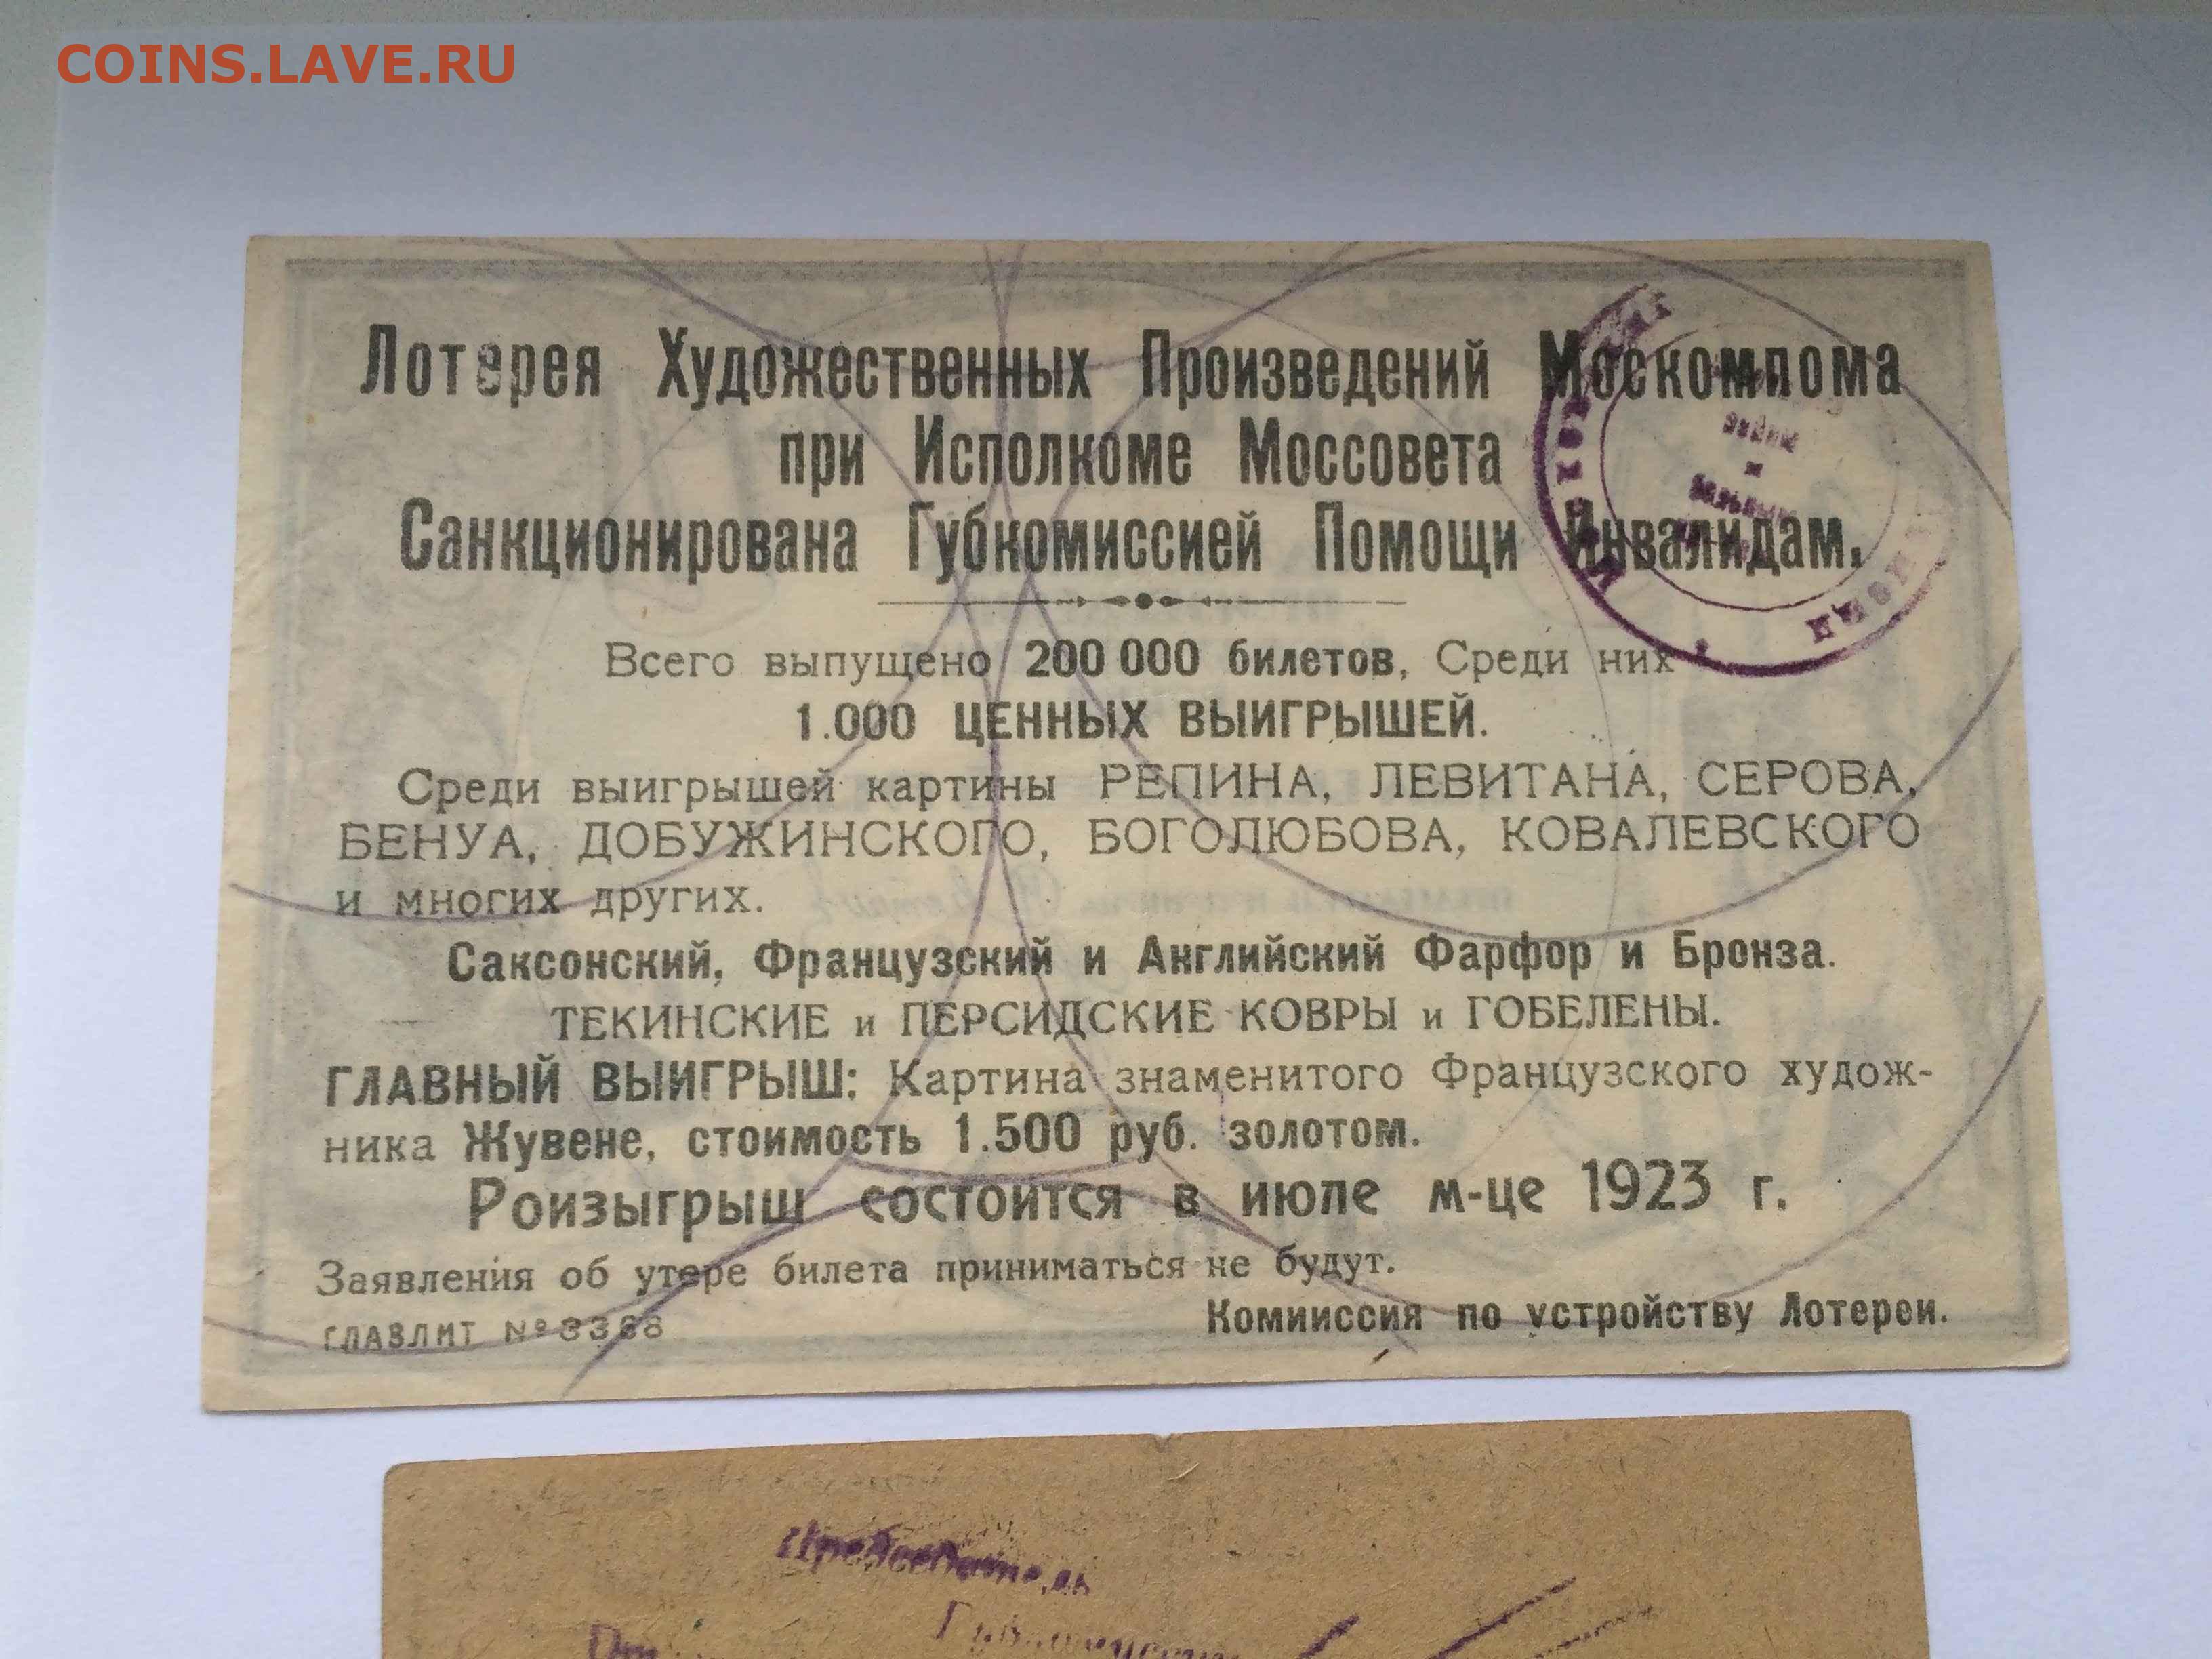 COINS.LAVE.RU
Лотерея Художественных Произведений Москомпома
при Исполкоме Моссовета
Санкционирована Губкомиссией Помощи Инвалидам.
Всего выпущено 200 000 билетов, Среди них
1.000 ЦЕННЫХ ВЫИГРЫШЕЙ.
Среди выигрышей картины РЕПИНА, ЛЕВИТАНА, СЕРОВА,
БЕНУА, ДОБУЖИНСКОГО, БОГОЛЮБОВА, КОВАЛЕВСКОГО
и многих других.
Саксонский, Французский и Английский Фарфор и Бронза.
ТЕКИНСКИЕ и ПЕРСИДСКИЕ КОВРЫ и ГОБЕЛЕНЫ.
ГЛАВНЫЙ ВЫИГРЫШ: Картина знаменитого Французского худож-
ника Жувене, стоимость 1.500 руб. золотом.
Роизыгрыш состоится в июле м-це 1923 г.
Заявления об утере билета приниматься не будут.
Комииссия по устройству Лотереи.
ГЛАВЛИТ №
Председатель